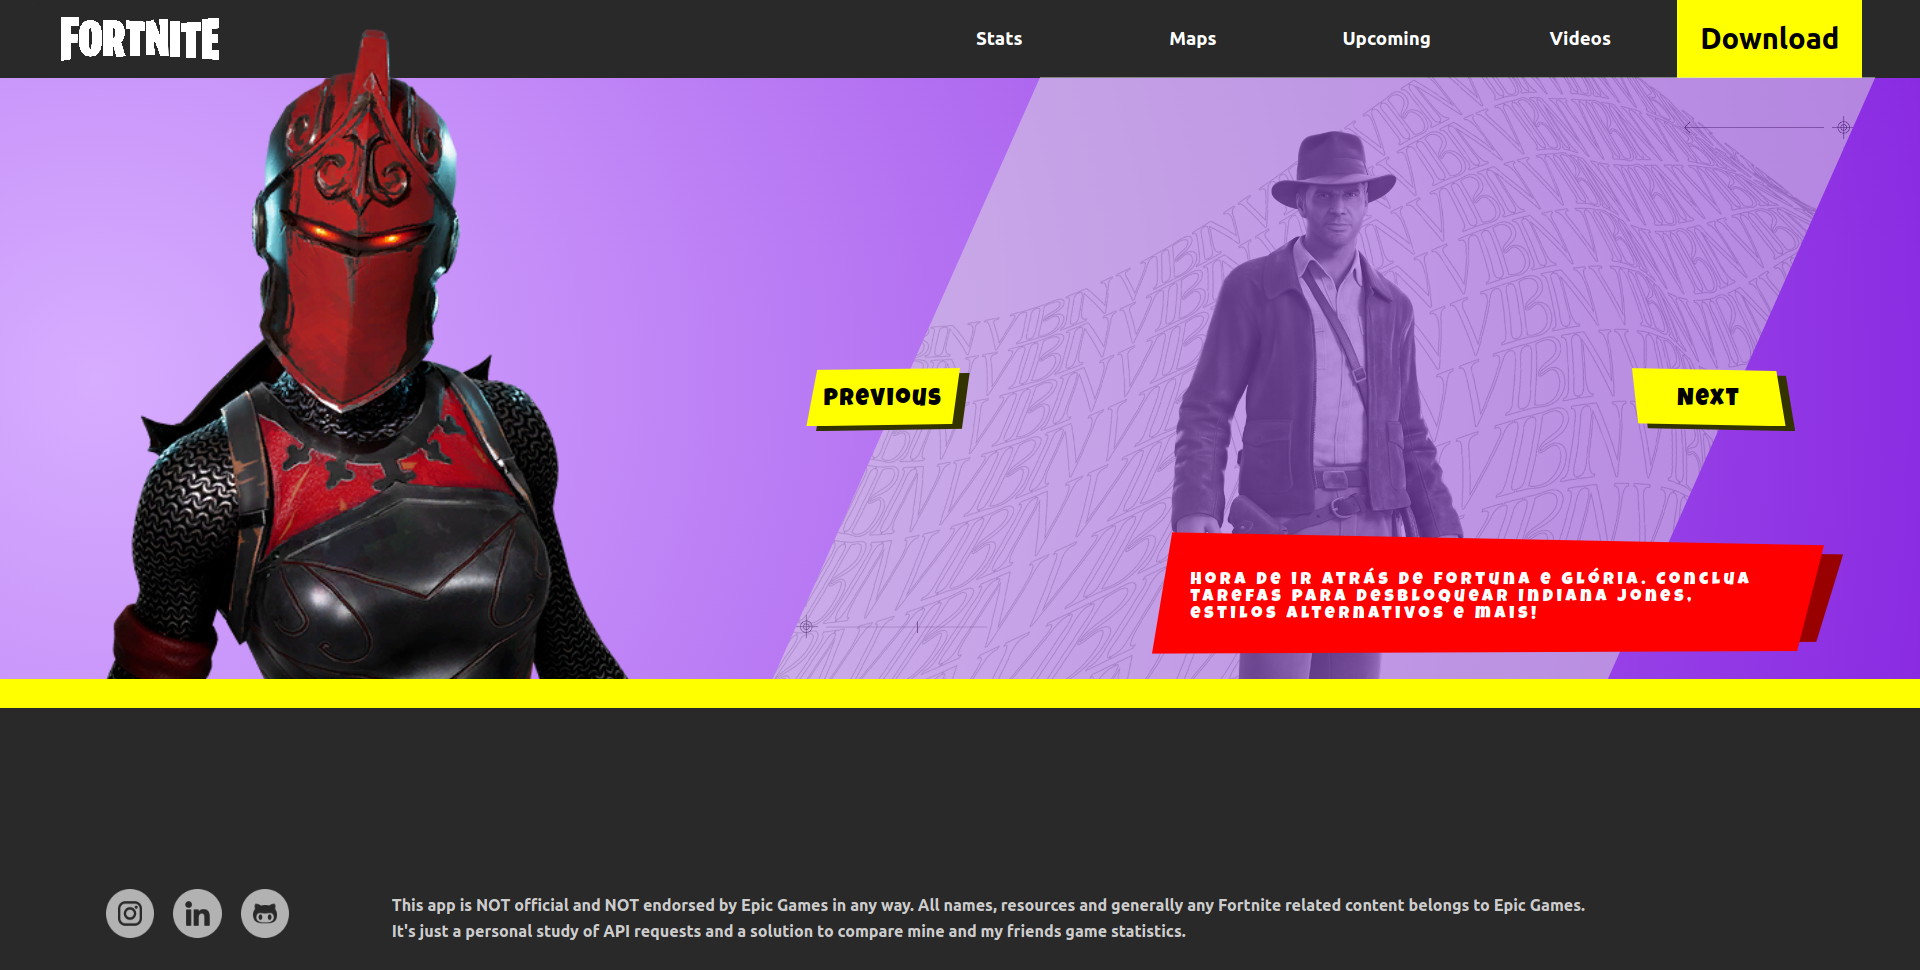 FORTNITE
Stats
Maps
Upcoming
Videos
Download
PREVIOUS
NEXT
HORA DE IR ATRÁS DE FORTUNA E GLÓRIA. CONCLUA
TAREFAS PARA DESBLOQUEAR INDIANA JONES,
ESTILOS ALTERNATIVOS E MAIS!
in
This app is NOT official and NOT endorsed by Epic Games in any way. All names, resources and generally any Fortnite related content belongs to Epic Games.
It's just a personal study of API requests and a solution to compare mine and my friends game statistics.